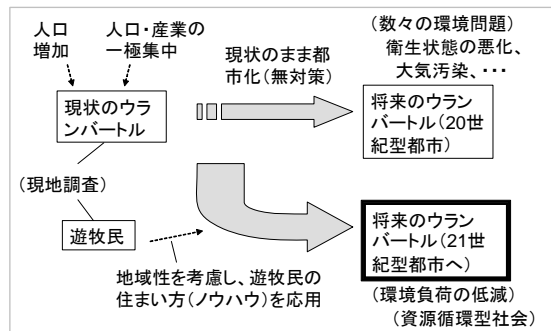 人口
増加
人口・産業の
一極集中
現状のまま都
市化(無対策)
(数々の環境問題)
衛生状態の悪化、
大気汚染、・・・
現状のウラ
ンバートル
将来のウラン
バートル(20世
紀型都市)
(現地調査)
遊牧民
将来のウラン
バートル(21世
紀型都市へ)
地域性を考慮し、遊牧民の
住まい方(ノウハウ)を応用
(環境負荷の低減)
(資源循環型社会)